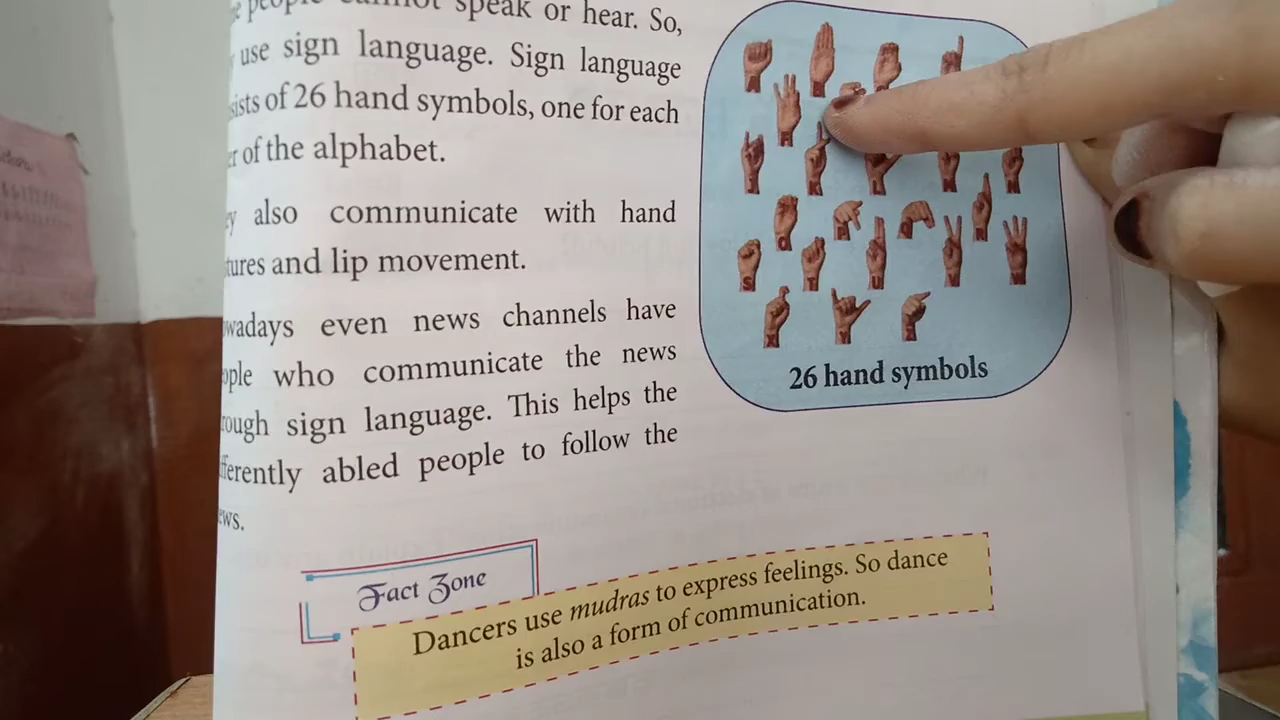 people cannot speak or hear. So,
use sign language. Sign language
of 26 hand symbols, one for each
of the alphabet.
also communicate with hand
and lip movement.
even news channels have
who communicate the news
sign language. This helps the
abled people to follow the
S T U V
26 hand symbols
Fact Zone
Dancers use mudras to express feelings. So dance
is also a form of communication.